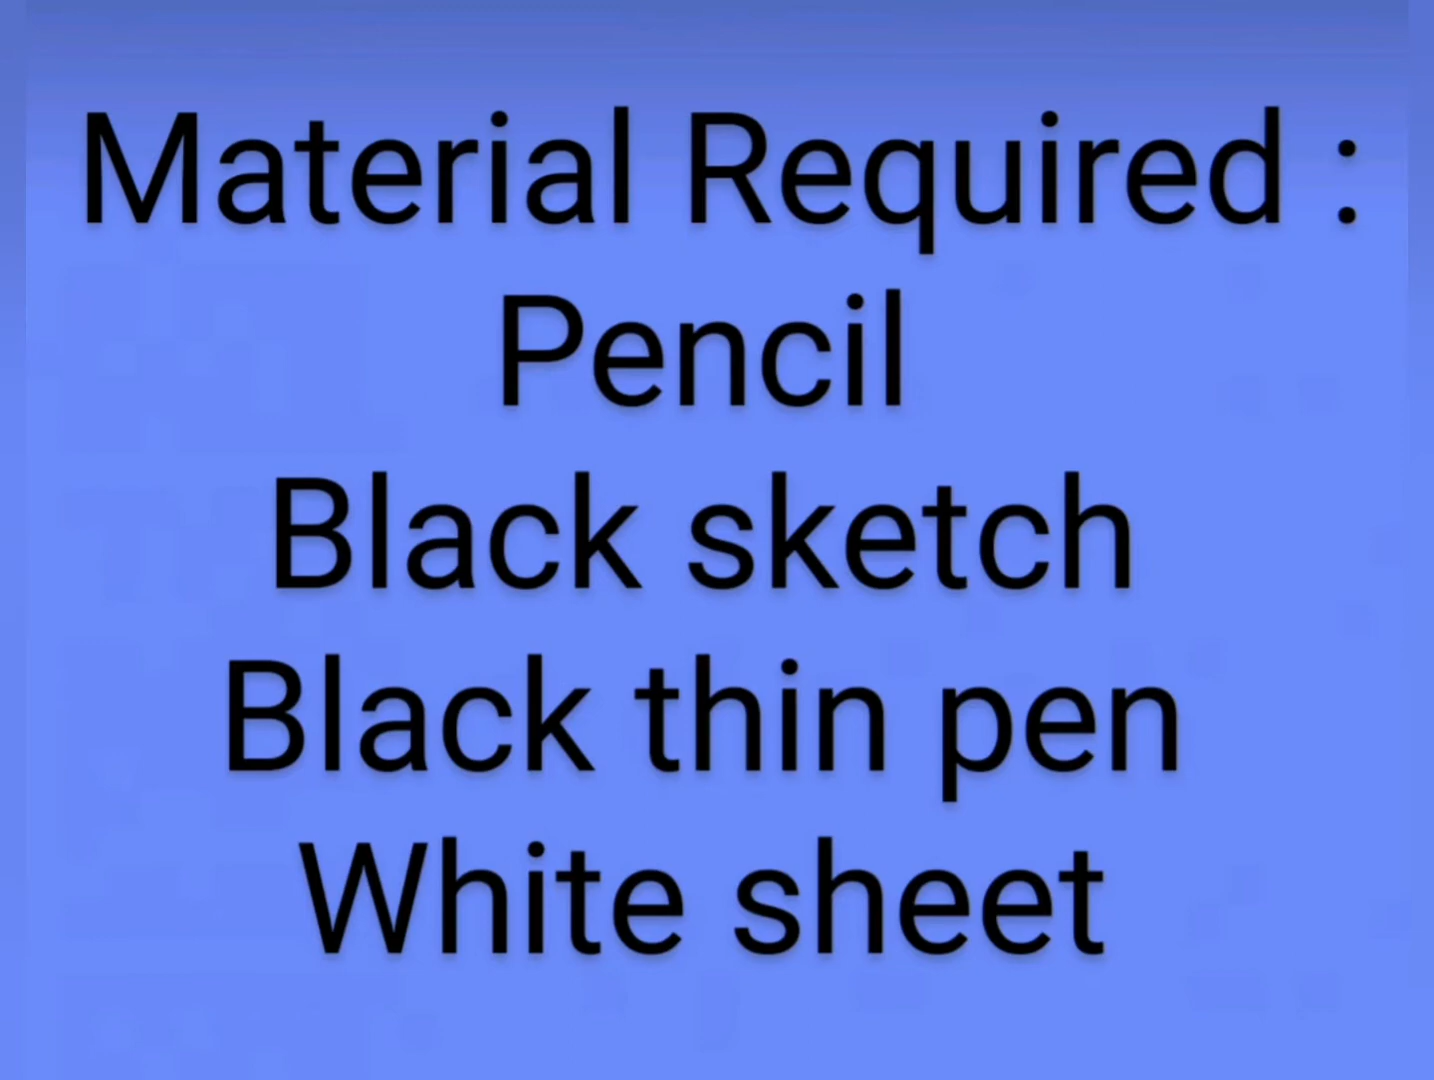 Material Required :
Pencil
Black sketch
Black thin pen
White sheet